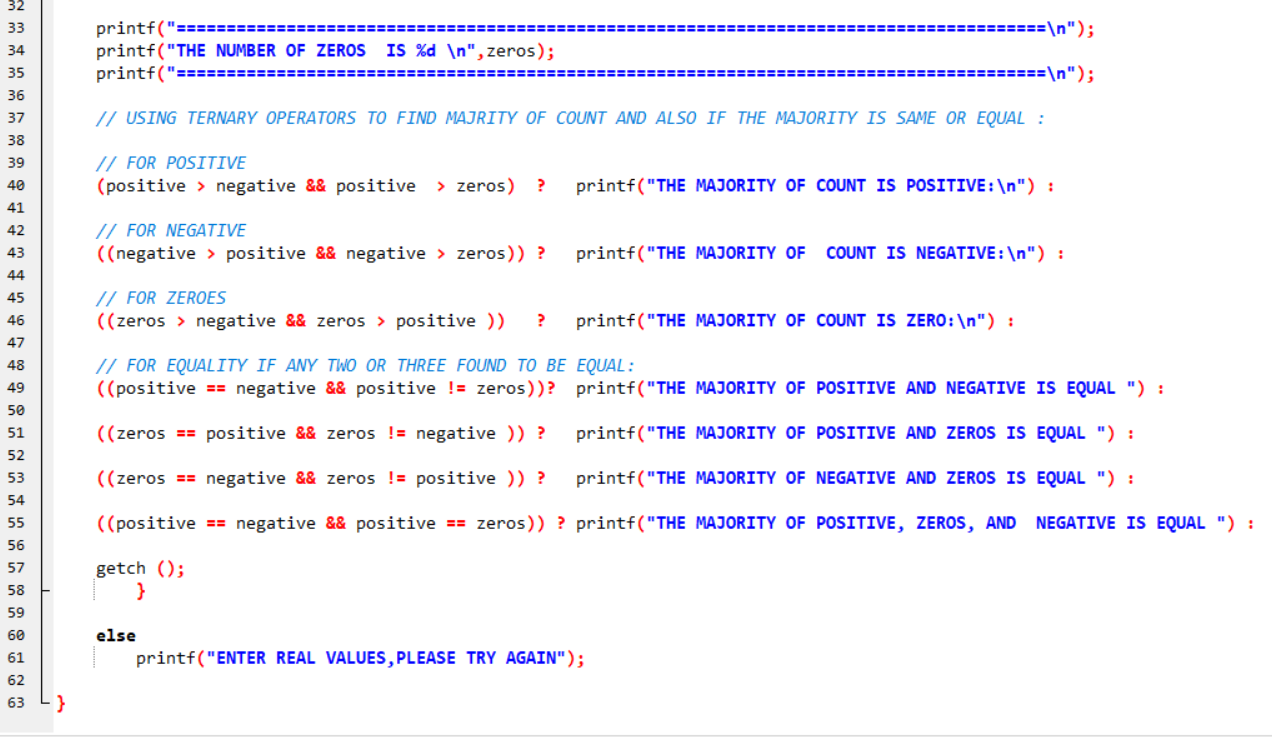 32
33 printf("=======================================================================================\n");
34 printf("THE NUMBER OF ZEROS  IS %d \n",zeros);
35 printf("=======================================================================================\n");
36
37 // USING TERNARY OPERATORS TO FIND MAJRITY OF COUNT AND ALSO IF THE MAJORITY IS SAME OR EQUAL :
38
39 // FOR POSITIVE
40 (positive > negative && positive  > zeros)  ?   printf("THE MAJORITY OF COUNT IS POSITIVE:\n") :
41
42 // FOR NEGATIVE
43 ((negative > positive && negative > zeros)) ?   printf("THE MAJORITY OF  COUNT IS NEGATIVE:\n") :
44
45 // FOR ZEROES
46 ((zeros > negative && zeros > positive ))   ?   printf("THE MAJORITY OF COUNT IS ZERO:\n") :
47
48 // FOR EQUALITY IF ANY TWO OR THREE FOUND TO BE EQUAL:
49 ((positive == negative && positive != zeros))?  printf("THE MAJORITY OF POSITIVE AND NEGATIVE IS EQUAL ") :
50
51 ((zeros == positive && zeros != negative )) ?   printf("THE MAJORITY OF POSITIVE AND ZEROS IS EQUAL ") :
52
53 ((zeros == negative && zeros != positive )) ?   printf("THE MAJORITY OF NEGATIVE AND ZEROS IS EQUAL ") :
54
55 ((positive == negative && positive == zeros)) ? printf("THE MAJORITY OF POSITIVE, ZEROS, AND  NEGATIVE IS EQUAL ") :
56
57 getch ();
58 }
59
60 else
61 printf("ENTER REAL VALUES,PLEASE TRY AGAIN");
62
63 }